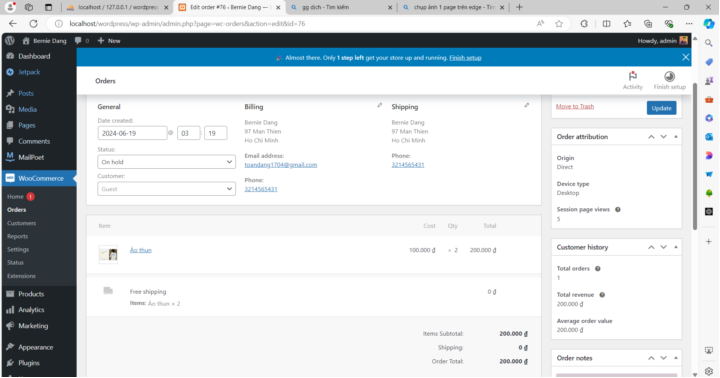 localhost / 127.0.0.1 / wordpress
Edit order #76 ‹ Bernie Dang —
gg dịch - Tìm kiếm
chụp ảnh 1 page trên edge - Tìm
localhost/wordpress/wp-admin/admin.php?page=wc-orders&action=edit&id=76
Bernie Dang
0
New
Howdy, admin
Dashboard
Jetpack
Posts
Media
Pages
Comments
MailPoet
WooCommerce
Home 1
Orders
Customers
Reports
Settings
Status
Extensions
Products
Analytics
Marketing
Appearance
Plugins
Almost there. Only 1 step left get your store up and running. Finish setup
Orders
Activity
Finish setup
General
Date created:
2024-06-19 @ 03 : 19
Status:
On hold
Customer:
Guest
Billing
Bernie Dang
97 Man Thien
Ho Chi Minh
Email address:
toandang1704@gmail.com
Phone:
3214565431
Shipping
Bernie Dang
97 Man Thien
Ho Chi Minh
Phone:
3214565431
Item Cost Qty Total
Áo thun 100.000 ₫ × 2 200.000 ₫
Free shipping 0 ₫
Items: Áo thun × 2
Items Subtotal: 200.000 ₫
Shipping: 0 ₫
Order Total: 200.000 ₫
Move to Trash
Update
Order attribution
Origin
Direct
Device type
Desktop
Session page views
5
Customer history
Total orders
1
Total revenue
200.000 ₫
Average order value
200.000 ₫
Order notes